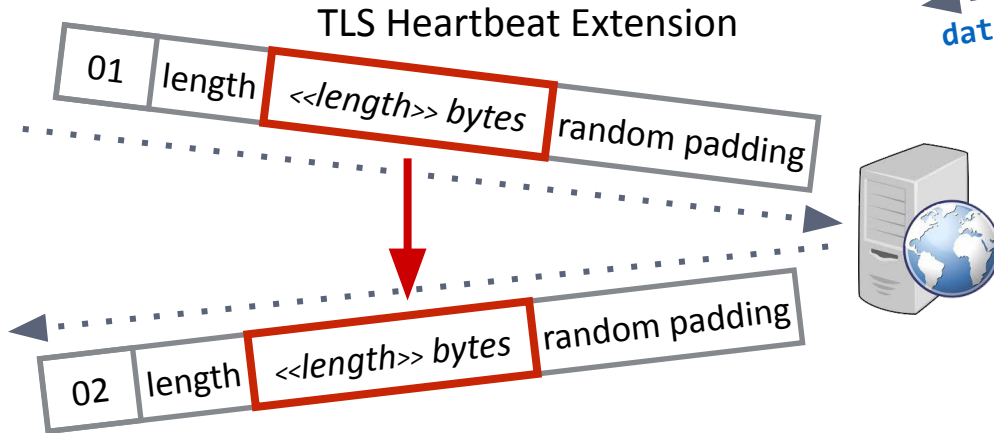 TLS Heartbeat Extension
dat
01 length <<length>> bytes random padding
02 length <<length>> bytes random padding